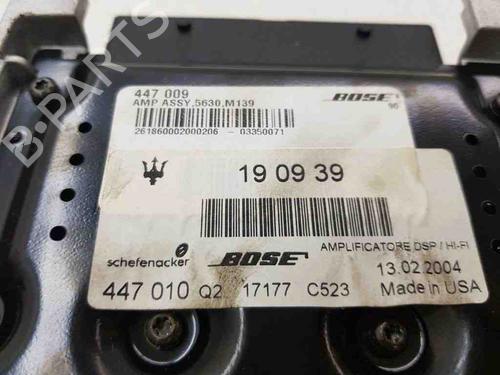 B-PARTS
447 009
AMP ASSY,5630,M139
BOSE
261860002000206 - 03350071
19 09 39
schefenacker
BOSE
AMPLIFICATORE DSP / HI-FI
13.02.2004
447 010 Q2 17177 C523 Made in USA